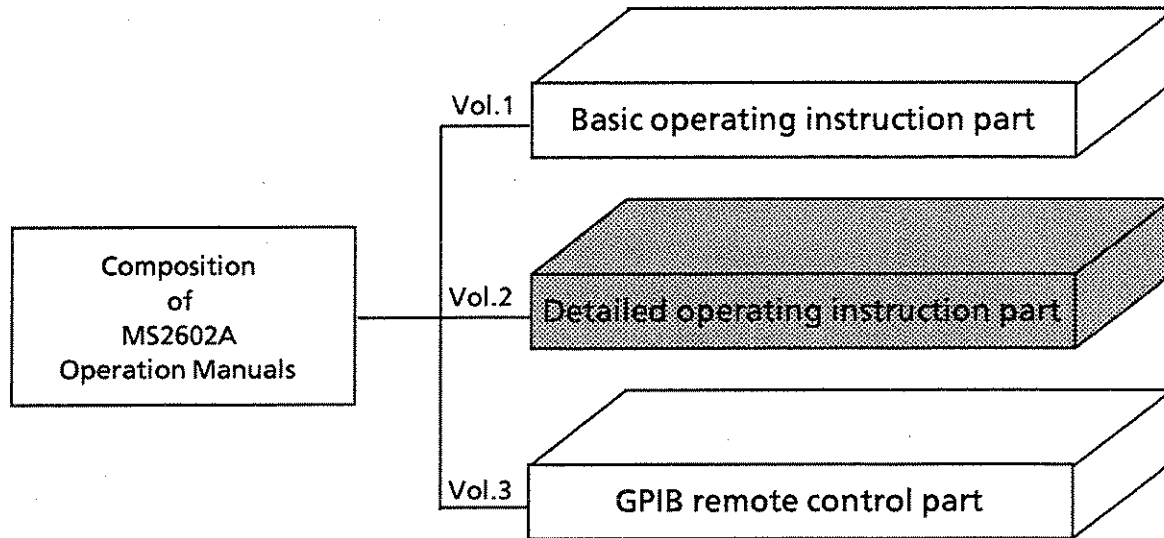 Vol.1
Basic operating instruction part
Composition
of
MS2602A
Operation Manuals
Vol.2
Detailed operating instruction part
Vol.3
GPIB remote control part